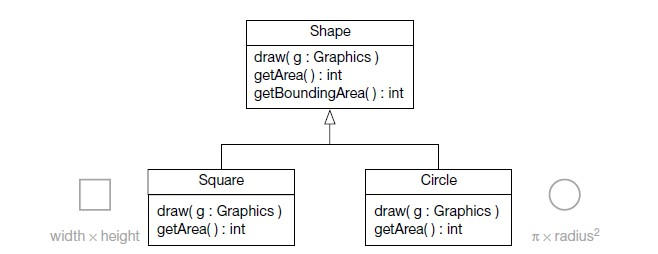 Shape
draw( g : Graphics )
getArea( ) : int
getBoundingArea( ) : int
Square
draw( g : Graphics )
getArea( ) : int
Circle
draw( g : Graphics )
getArea( ) : int
width × height
π × radius²